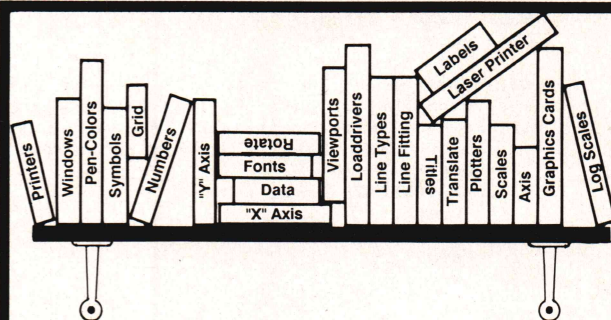 Printers
Windows
Pen-Colors
Symbols
Grid
Numbers
"Y" Axis
Rotate
Fonts
Data
"X" Axis
Viewports
Loaddrivers
Line Types
Line Fitting
Labels
Laser Printer
Titles
Translate
Plotters
Scales
Axis
Graphics Cards
Log Scales